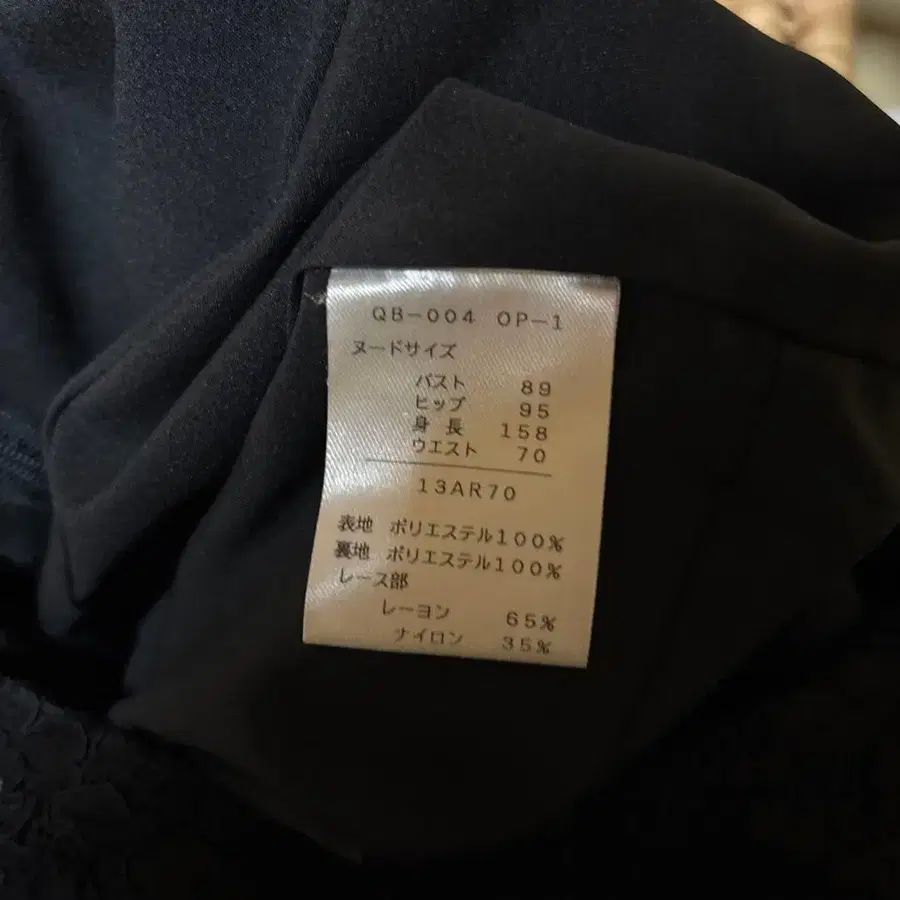 QB-004 OP-1
ヌードサイズ
バスト 89
ヒップ 95
身長 158
ウエスト 70
13AR70
表地 ポリエステル100%
裏地 ポリエステル100%
レース部
レーヨン 65%
ナイロン 35%